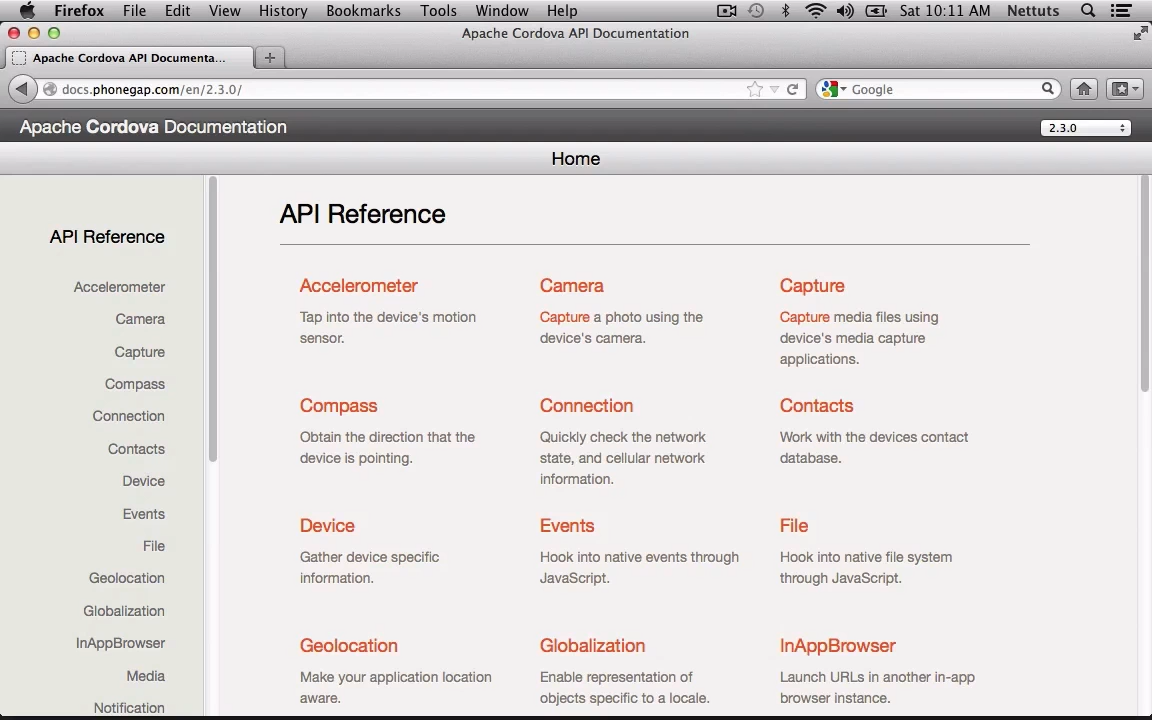 Firefox File Edit View History Bookmarks Tools Window Help Sat 10:11 AM Nettuts
Apache Cordova API Documentation
Apache Cordova API Documenta...
docs.phonegap.com/en/2.3.0/ Google
Apache Cordova Documentation 2.3.0
Home
API Reference
Accelerometer
Camera
Capture
Compass
Connection
Contacts
Device
Events
File
Geolocation
Globalization
InAppBrowser
Media
Notification
API Reference
Accelerometer
Tap into the device's motion
sensor.
Camera
Capture a photo using the
device's camera.
Capture
Capture media files using
device's media capture
applications.
Compass
Obtain the direction that the
device is pointing.
Connection
Quickly check the network
state, and cellular network
information.
Contacts
Work with the devices contact
database.
Device
Gather device specific
information.
Events
Hook into native events through
JavaScript.
File
Hook into native file system
through JavaScript.
Geolocation
Make your application location
aware.
Globalization
Enable representation of
objects specific to a locale.
InAppBrowser
Launch URLs in another in-app
browser instance.